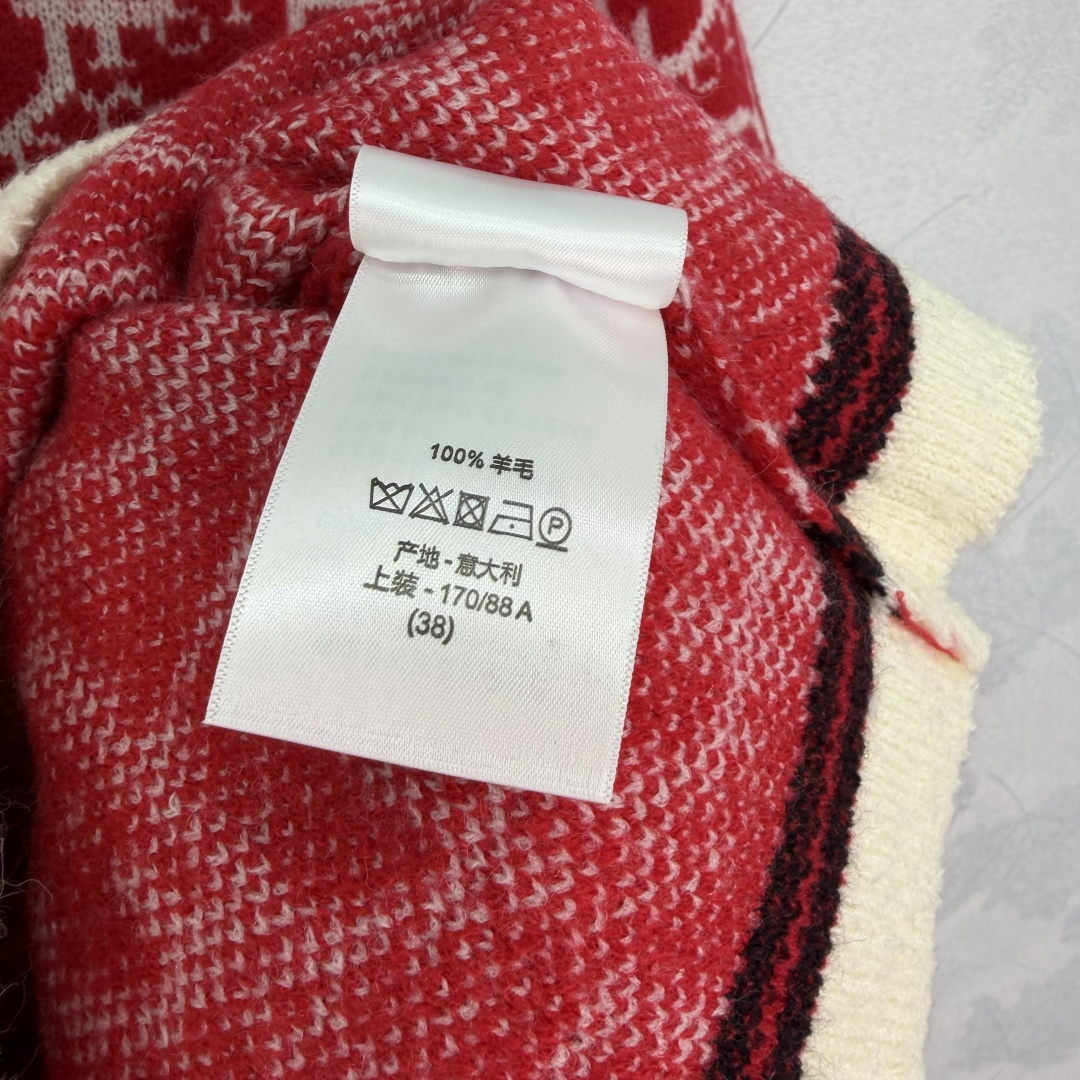 100% 羊毛
P
产地 - 意大利
上装 - 170/88 A
(38)